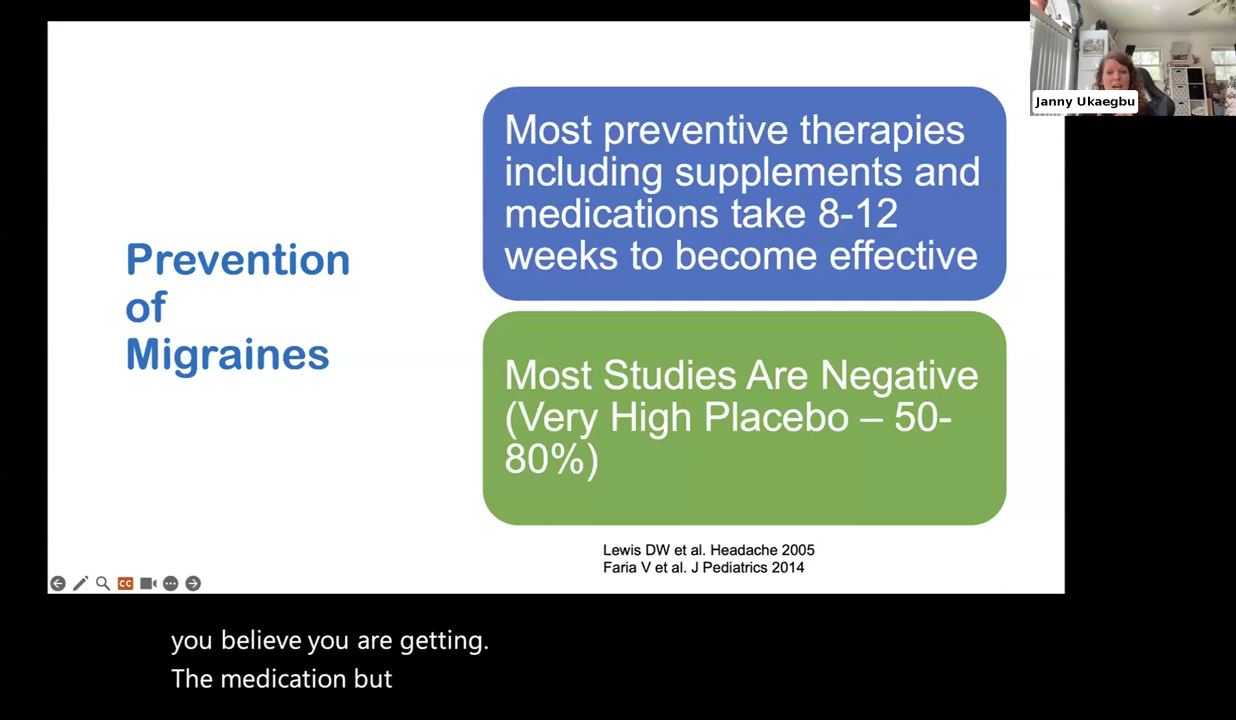 Janny Ukaegbu
Prevention
of
Migraines
Most preventive therapies
including supplements and
medications take 8-12
weeks to become effective
Most Studies Are Negative
(Very High Placebo – 50-
80%)
Lewis DW et al. Headache 2005
Faria V et al. J Pediatrics 2014
CC
you believe you are getting.
The medication but